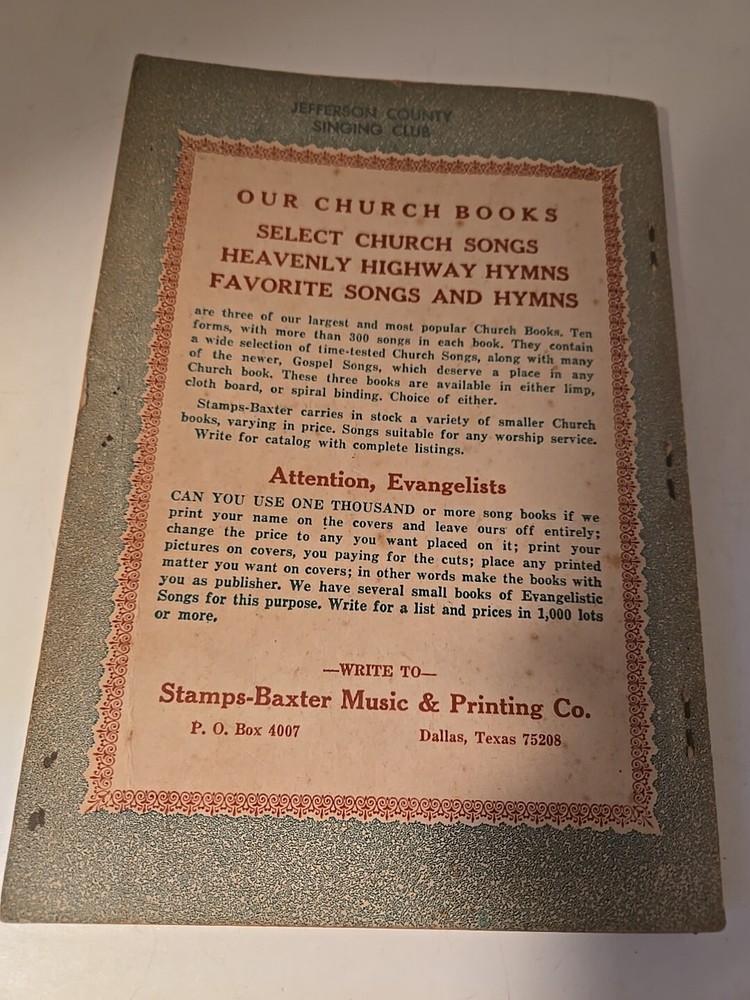 JEFFERSON COUNTY
SINGING CLUB
OUR CHURCH BOOKS
SELECT CHURCH SONGS
HEAVENLY HIGHWAY HYMNS
FAVORITE SONGS AND HYMNS
are three of our largest and most popular Church Books. Ten
forms, with more than 300 songs in each book. They contain
a wide selection of time-tested Church Songs, along with many
of the newer, Gospel Songs, which deserve a place in any
Church book. These three books are available in either limp,
cloth board, or spiral binding. Choice of either.
Stamps-Baxter carries in stock a variety of smaller Church
books, varying in price. Songs suitable for any worship service.
Write for catalog with complete listings.
Attention, Evangelists
CAN YOU USE ONE THOUSAND or more song books if we
print your name on the covers and leave ours off entirely;
change the price to any you want placed on it; print your
pictures on covers, you paying for the cuts; place any printed
matter you want on covers; in other words make the books with
you as publisher. We have several small books of Evangelistic
Songs for this purpose. Write for a list and prices in 1,000 lots
or more.
—WRITE TO—
Stamps-Baxter Music & Printing Co.
P. O. Box 4007 Dallas, Texas 75208